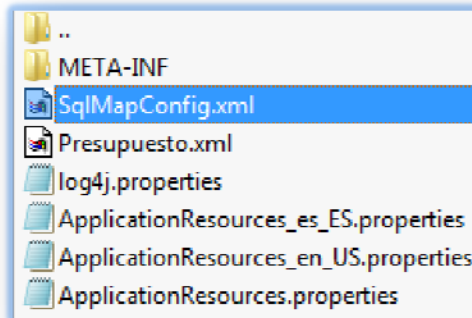 ..
META-INF
SqlMapConfig.xml
Presupuesto.xml
log4j.properties
ApplicationResources_es_ES.properties
ApplicationResources_en_US.properties
ApplicationResources.properties